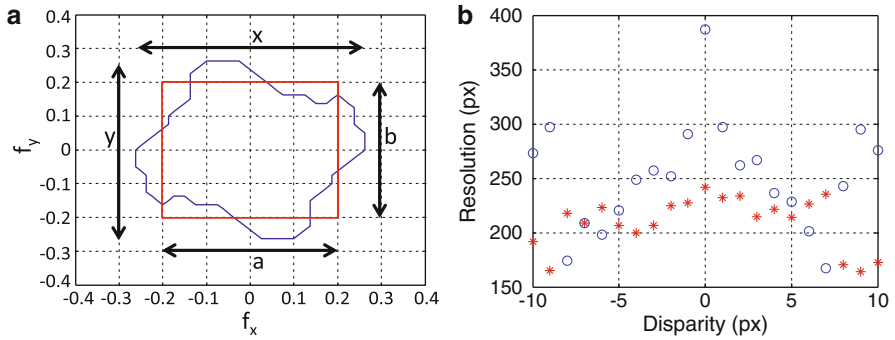 a
0.4
0.3
0.2
0.1
0
-0.1
-0.2
-0.3
0.4
-0.4 -0.3 -0.2 -0.1 0 0.1 0.2 0.3 0.4
f_x
f_y
x
y
a
b
b
400
350
300
250
200
150
-10 -5 0 5 10
Disparity (px)
Resolution (px)